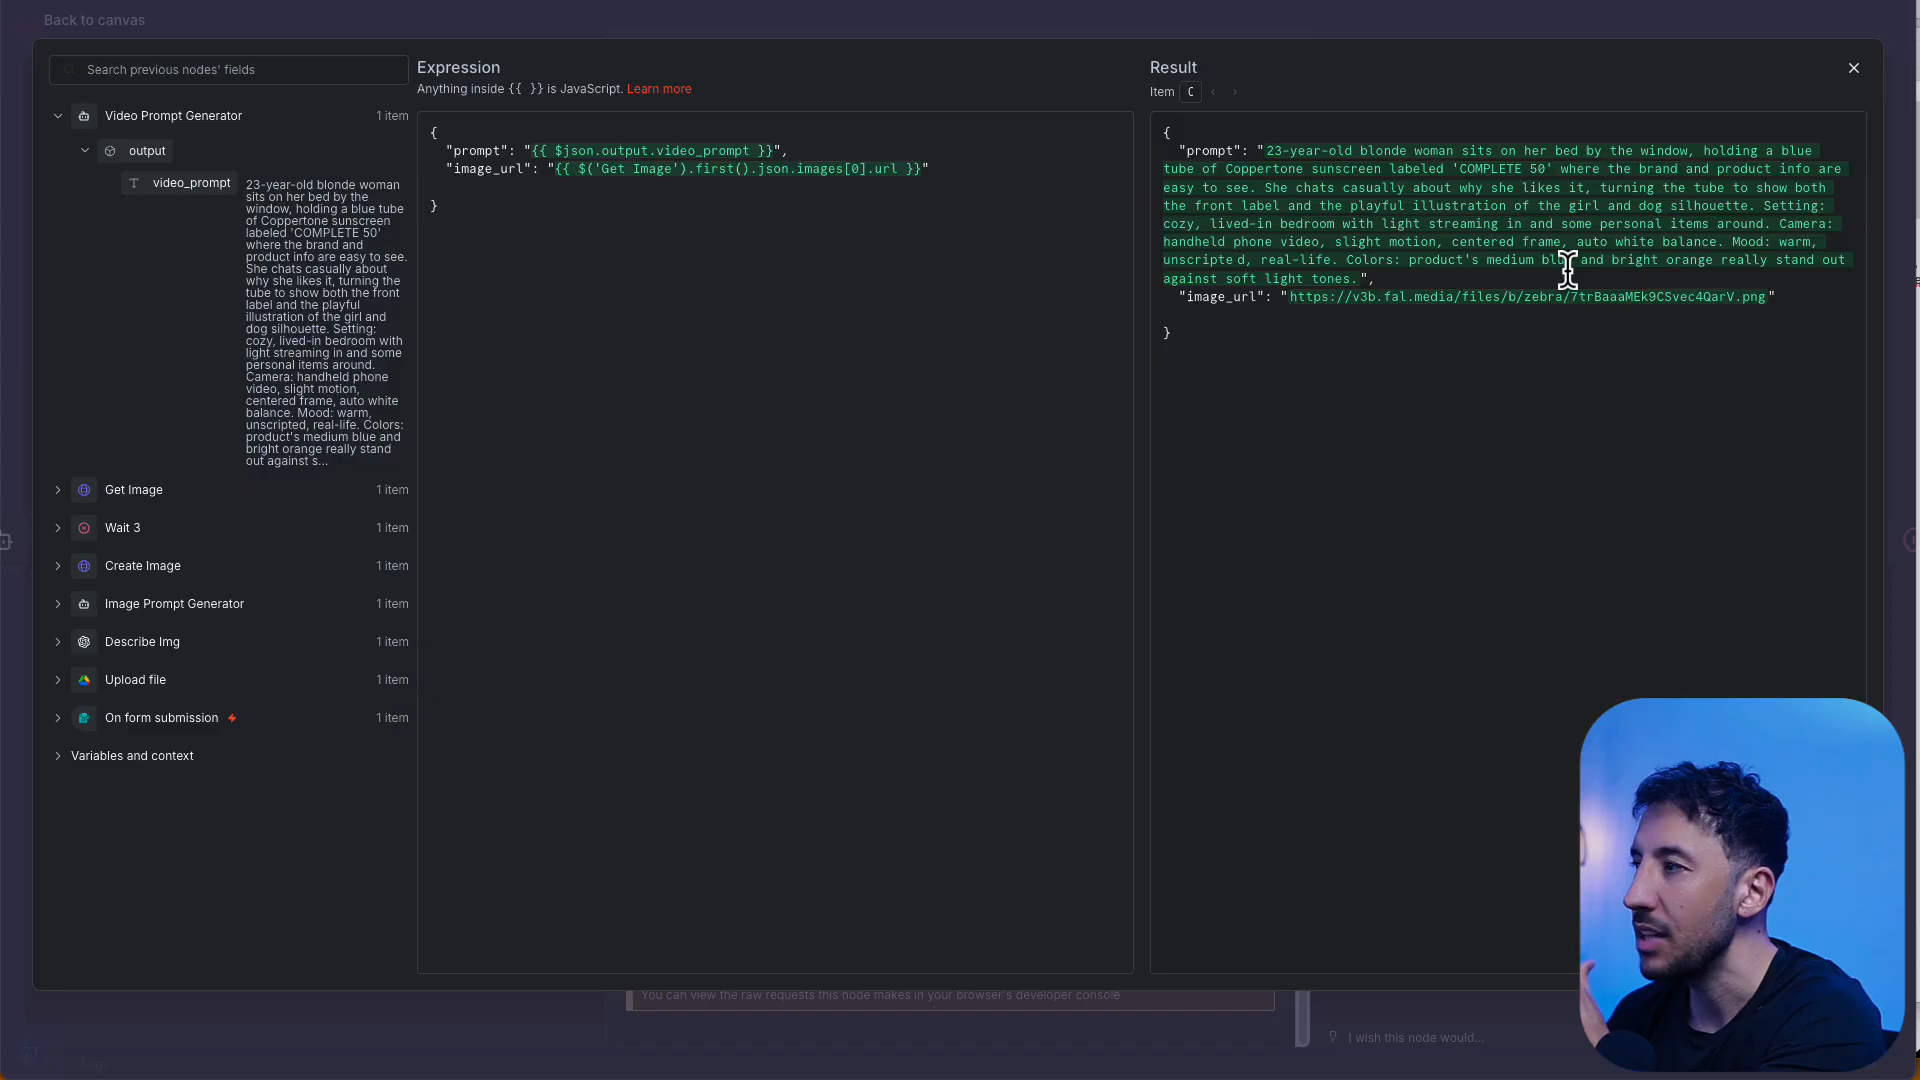 Back to canvas
Search previous nodes' fields
Video Prompt Generator
1 item
output
video_prompt
23-year-old blonde woman
sits on her bed by the
window, holding a blue tube
of Coppertone sunscreen
labeled 'COMPLETE 50'
where the brand and
product info are easy to see.
She chats casually about
why she likes it, turning the
tube to show both the front
label and the playful
illustration of the girl and
dog silhouette. Setting:
cozy, lived-in bedroom with
light streaming in and some
personal items around.
Camera: handheld phone
video, slight motion,
centered frame, auto white
balance. Mood: warm,
unscripted, real-life. Colors:
product's medium blue and
bright orange really stand
out against s...
Get Image
1 item
Wait 3
1 item
Create Image
1 item
Image Prompt Generator
1 item
Describe Img
1 item
Upload file
1 item
On form submission
1 item
Variables and context
Expression
Anything inside {{ }} is JavaScript. Learn more
{
"prompt": "{{ $json.output.video_prompt }}",
"image_url": "{{ $('Get Image').first().json.images[0].url }}"
}
Result
Item
{
"prompt": "23-year-old blonde woman sits on her bed by the window, holding a blue
tube of Coppertone sunscreen labeled 'COMPLETE 50' where the brand and product info are
easy to see. She chats casually about why she likes it, turning the tube to show both
the front label and the playful illustration of the girl and dog silhouette. Setting:
cozy, lived-in bedroom with light streaming in and some personal items around. Camera:
handheld phone video, slight motion, centered frame, auto white balance. Mood: warm,
unscripted, real-life. Colors: product's medium blue and bright orange really stand out
against soft light tones.",
"image_url": "https://v3b.fal.media/files/b/zebra/7trBaaaMEk9CSvec4QarV.png"
}
You can view the raw requests this node makes in your browser's developer console
I wish this node would...